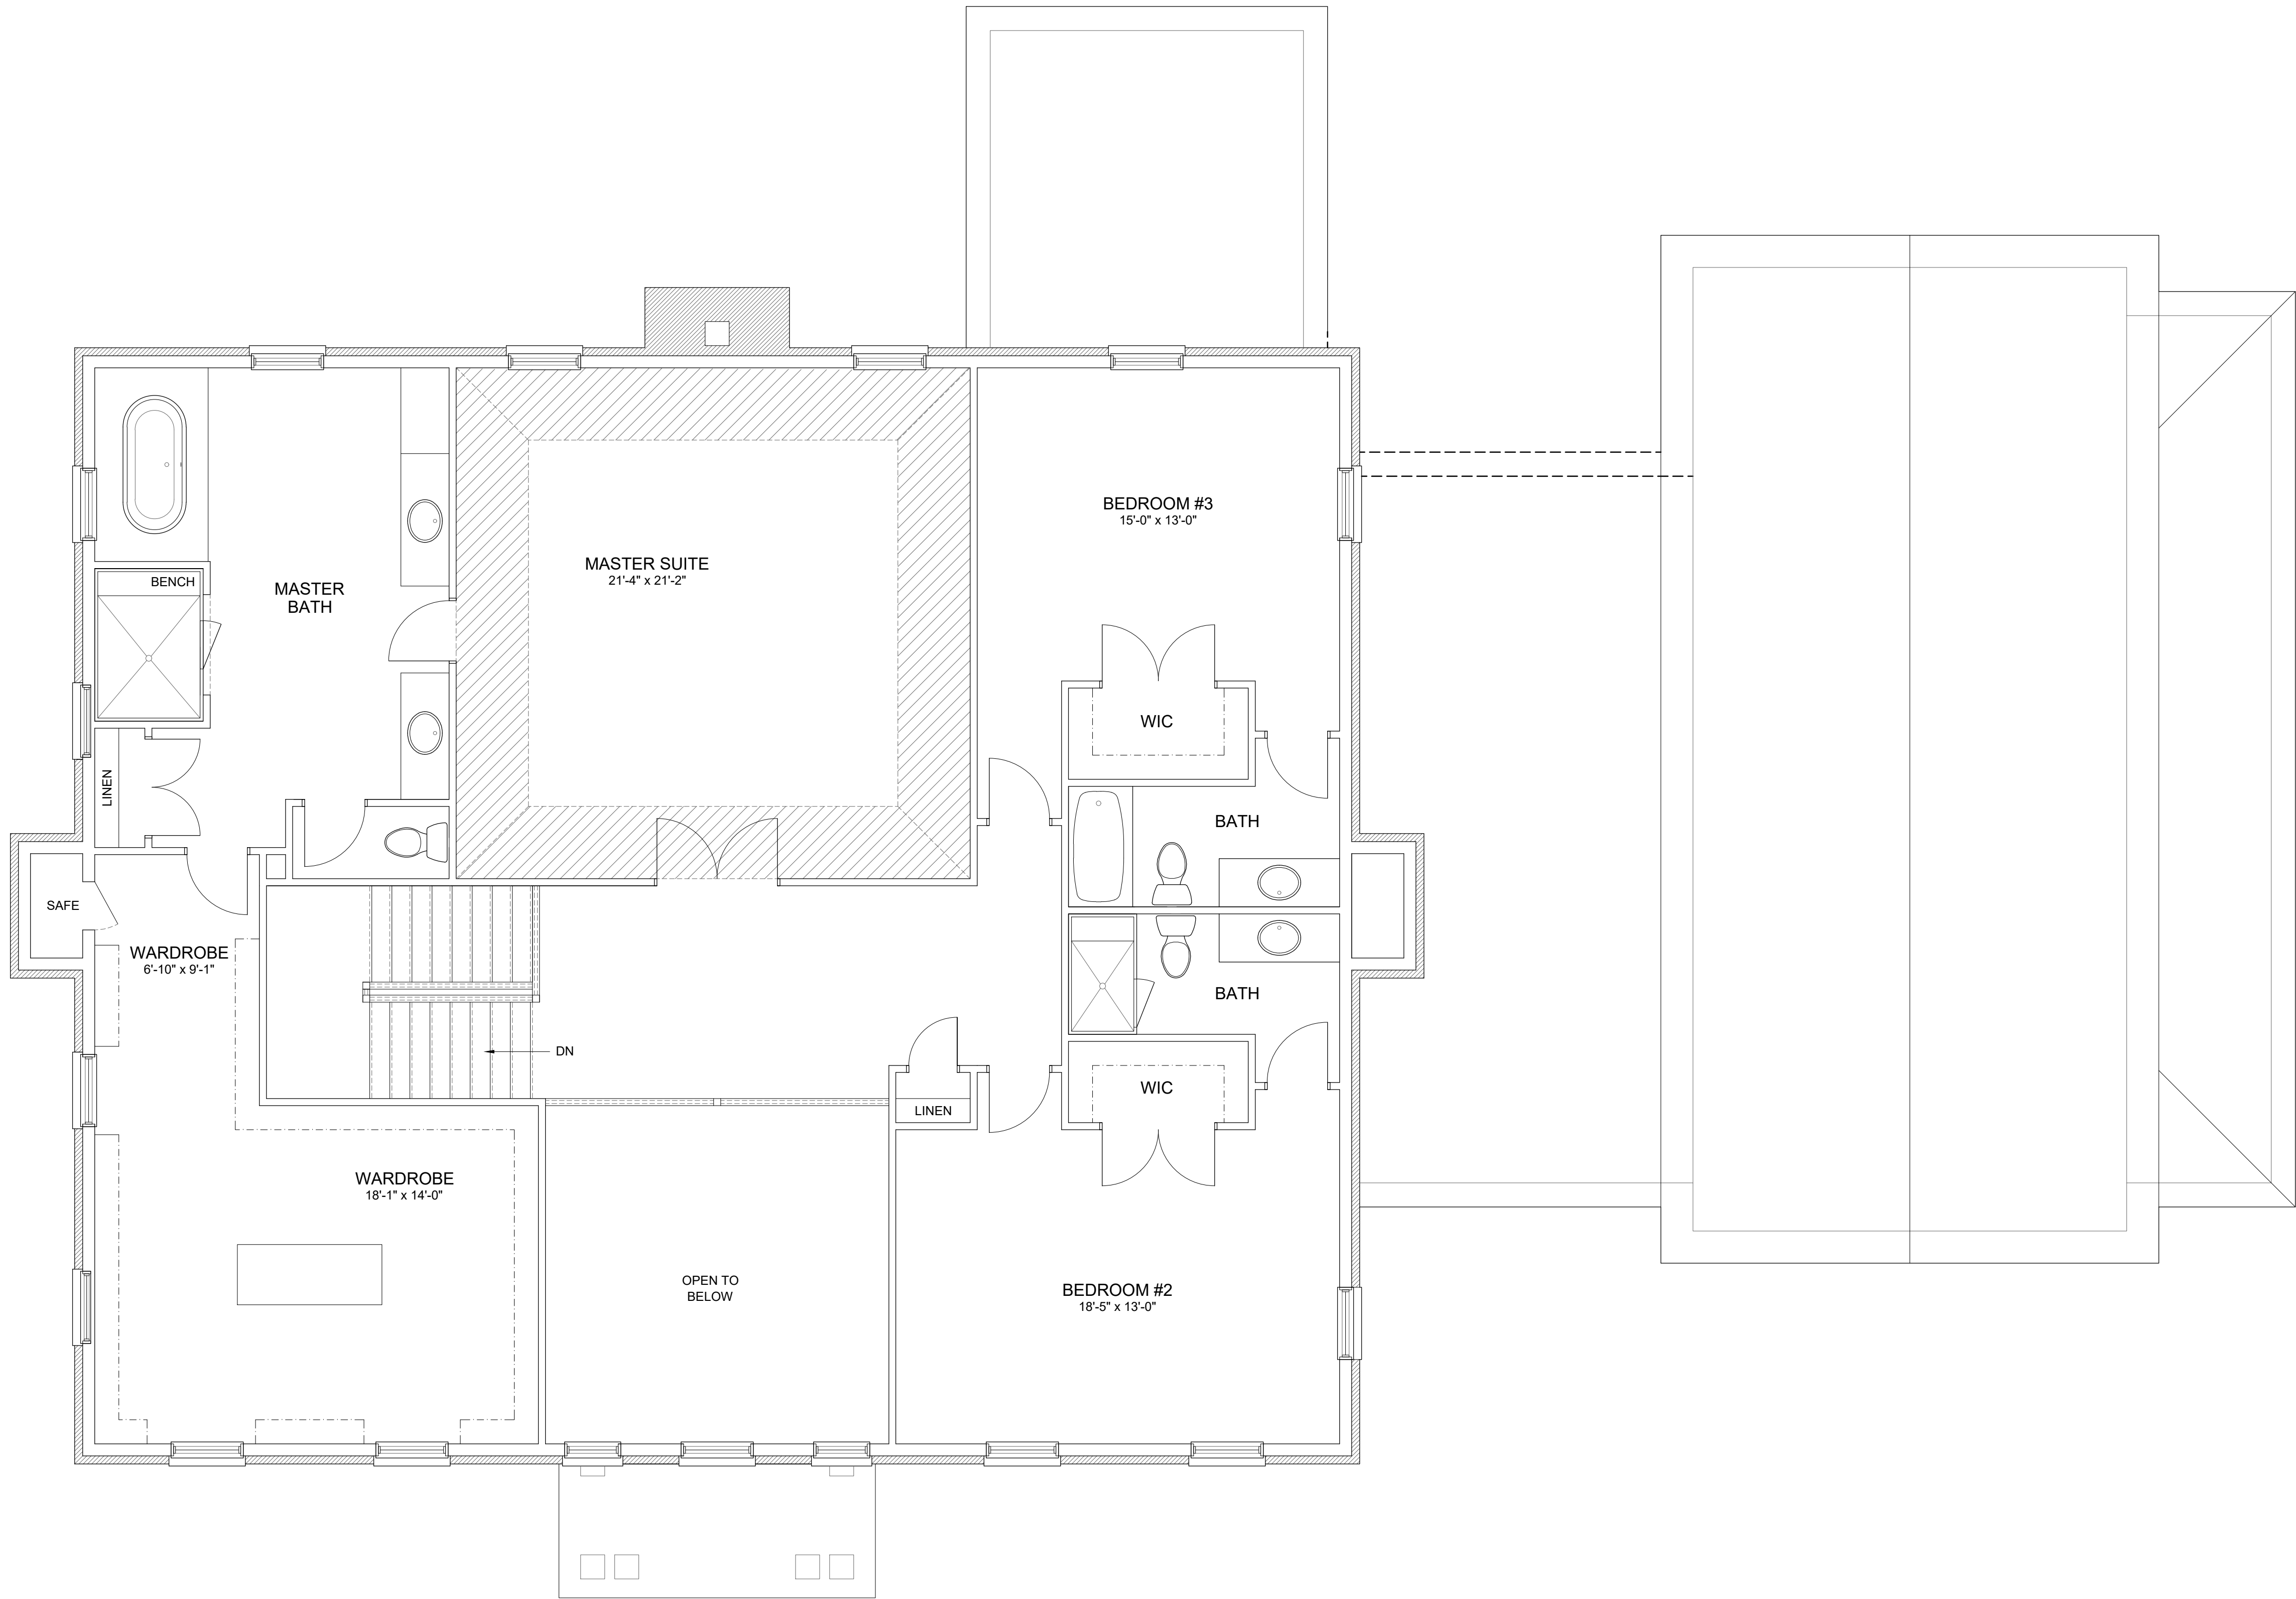 BEDROOM #3
15'-0" x 13'-0"
MASTER SUITE
21'-4" x 21'-2"
BENCH
MASTER
BATH
WIC
LINEN
BATH
SAFE
WARDROBE
6'-10" x 9'-1"
BATH
DN
WIC
LINEN
WARDROBE
18'-1" x 14'-0"
OPEN TO
BELOW
BEDROOM #2
18'-5" x 13'-0"